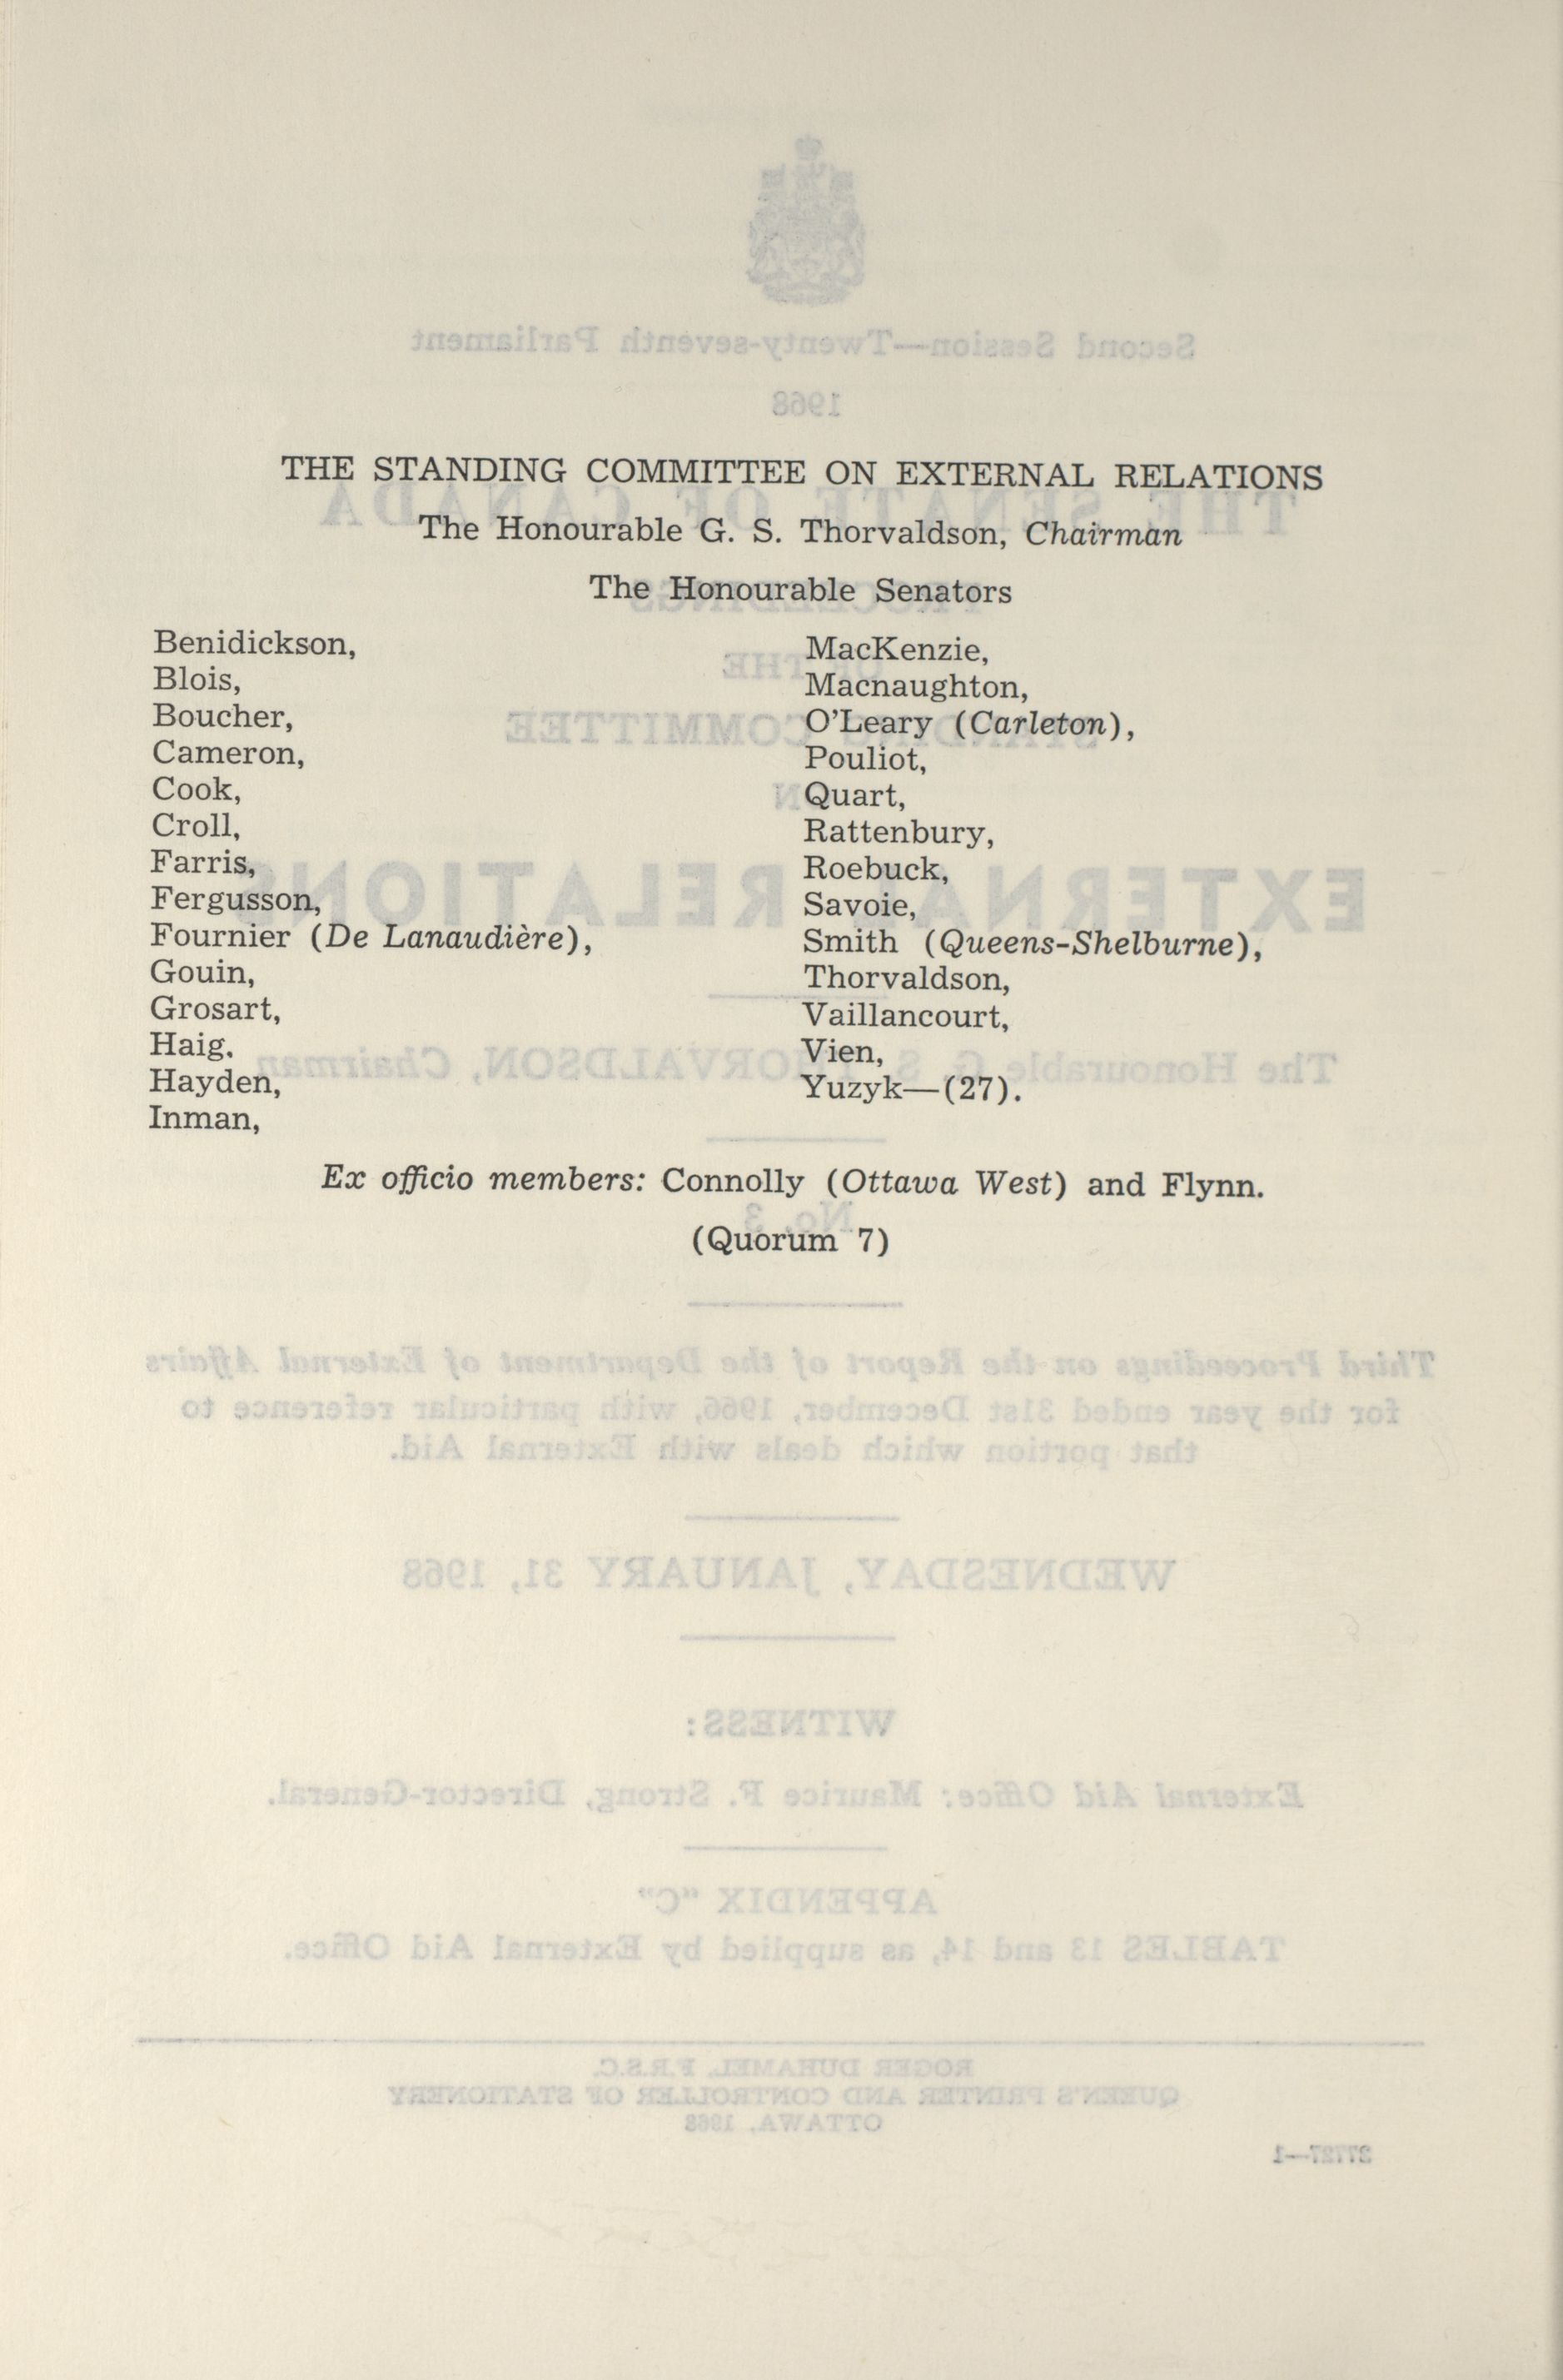 THE STANDING COMMITTEE ON EXTERNAL RELATIONS
The Honourable G. S. Thorvaldson, Chairman
The Honourable Senators
Benidickson,
Blois,
Boucher,
Cameron,
Cook,
Croll,
Farris,
Fergusson,
Fournier (De Lanaudière),
Gouin,
Grosart,
Haig.
Hayden,
Inman,
MacKenzie,
Macnaughton,
O'Leary (Carleton),
Pouliot,
Quart,
Rattenbury,
Roebuck,
Savoie,
Smith (Queens-Shelburne),
Thorvaldson,
Vaillancourt,
Vien,
Yuzyk—(27).
Ex officio members: Connolly (Ottawa West) and Flynn.
(Quorum 7)